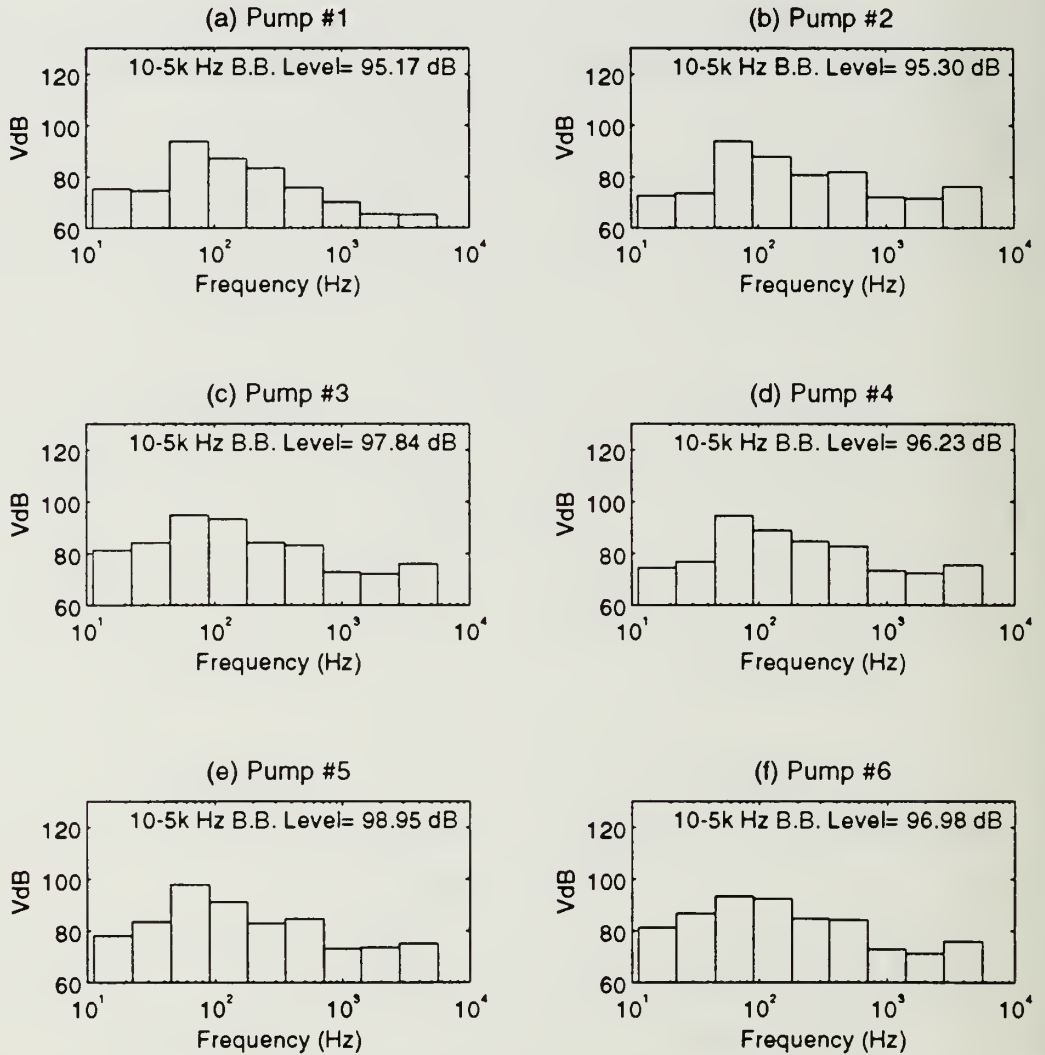 (a) Pump #1
10-5k Hz B.B. Level= 95.17 dB
VdB
120
100
80
60
10¹ 10² 10³ 10⁴
Frequency (Hz)
(b) Pump #2
10-5k Hz B.B. Level= 95.30 dB
VdB
120
100
80
60
10¹ 10² 10³ 10⁴
Frequency (Hz)
(c) Pump #3
10-5k Hz B.B. Level= 97.84 dB
VdB
120
100
80
60
10¹ 10² 10³ 10⁴
Frequency (Hz)
(d) Pump #4
10-5k Hz B.B. Level= 96.23 dB
VdB
120
100
80
60
10¹ 10² 10³ 10⁴
Frequency (Hz)
(e) Pump #5
10-5k Hz B.B. Level= 98.95 dB
VdB
120
100
80
60
10¹ 10² 10³ 10⁴
Frequency (Hz)
(f) Pump #6
10-5k Hz B.B. Level= 96.98 dB
VdB
120
100
80
60
10¹ 10² 10³ 10⁴
Frequency (Hz)